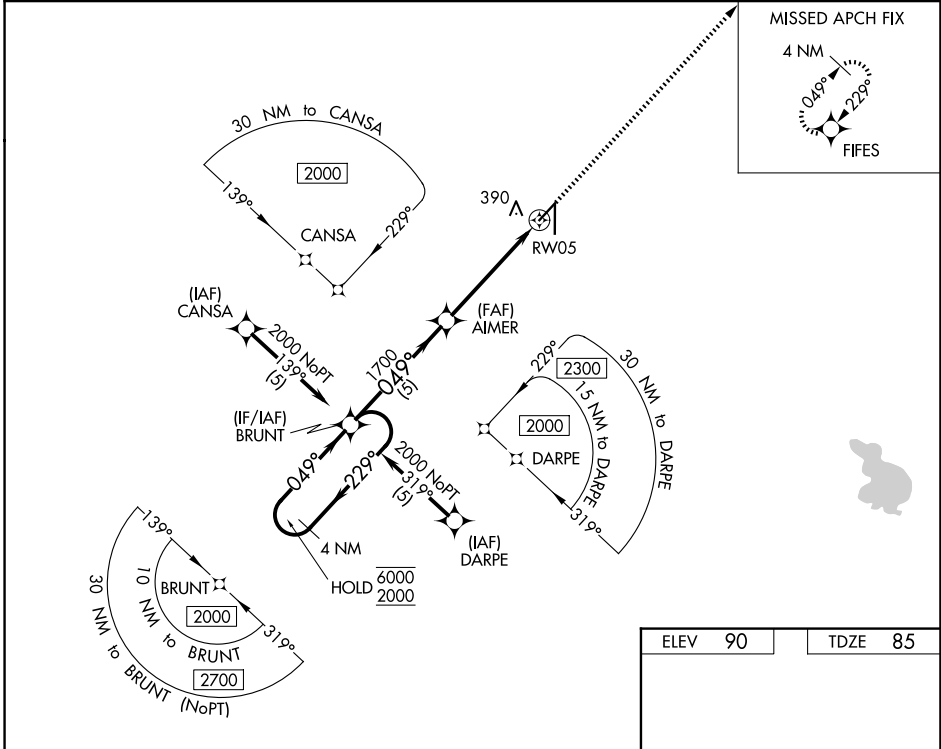 MISSED APCH FIX
4 NM
049°
229°
FIFES
30 NM to CANSA
2000
139°
229°
CANSA
390
RW05
(IAF)
CANSA
2000 NoPT
139°
(5)
(FAF)
AIMER
1700
049°
(5)
(IF/IAF)
BRUNT
049°
229°
4 NM
HOLD 6000
2000
2000 NoPT
319°
(5)
(IAF)
DARPE
229°
2300
30 NM to DARPE
15 NM to DARPE
2000
DARPE
319°
139°
BRUNT
2000
10 NM to BRUNT
319°
2700
30 NM to BRUNT (NoPT)
ELEV 90
TDZE 85